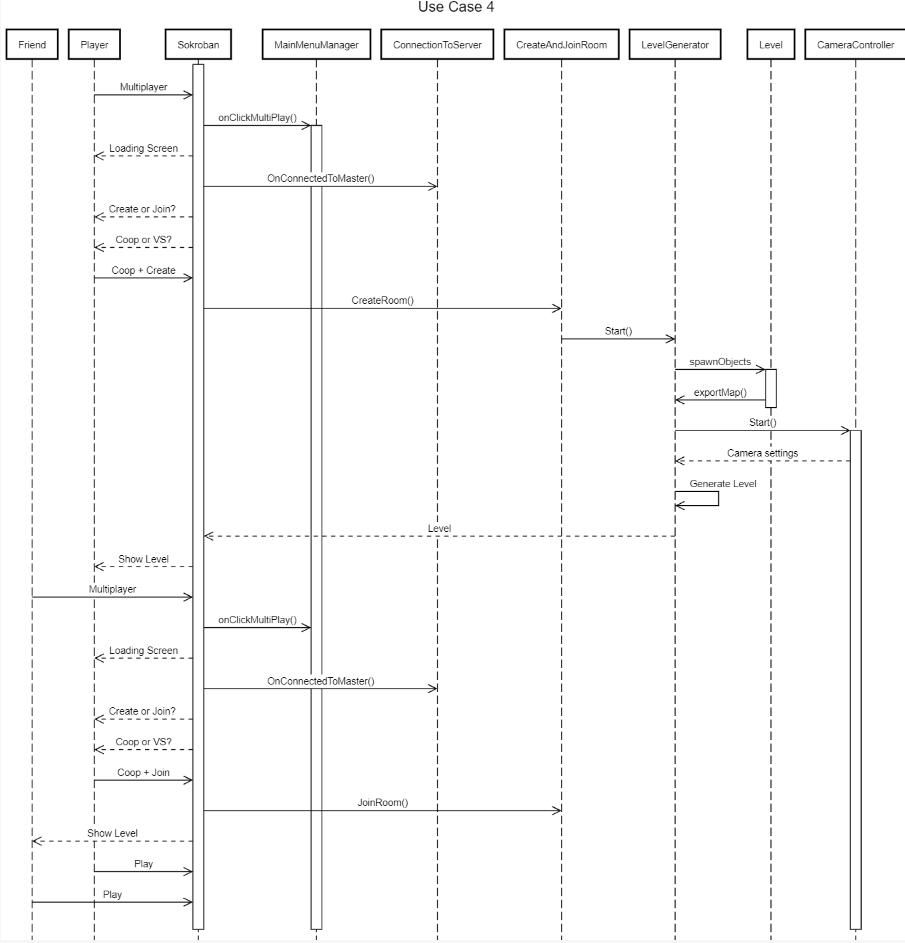 Use Case 4
Friend
Player
Sokroban
MainMenuManager
ConnectionToServer
CreateAndJoinRoom
LevelGenerator
Level
CameraController
Multiplayer
onClickMultiPlay()
Loading Screen
OnConnectedToMaster()
Create or Join?
Coop or VS?
Coop + Create
CreateRoom()
Start()
spawnObjects
exportMap()
Start()
Camera settings
Generate Level
Level
Show Level
Multiplayer
onClickMultiPlay()
Loading Screen
OnConnectedToMaster()
Create or Join?
Coop or VS?
Coop + Join
JoinRoom()
Show Level
Play
Play